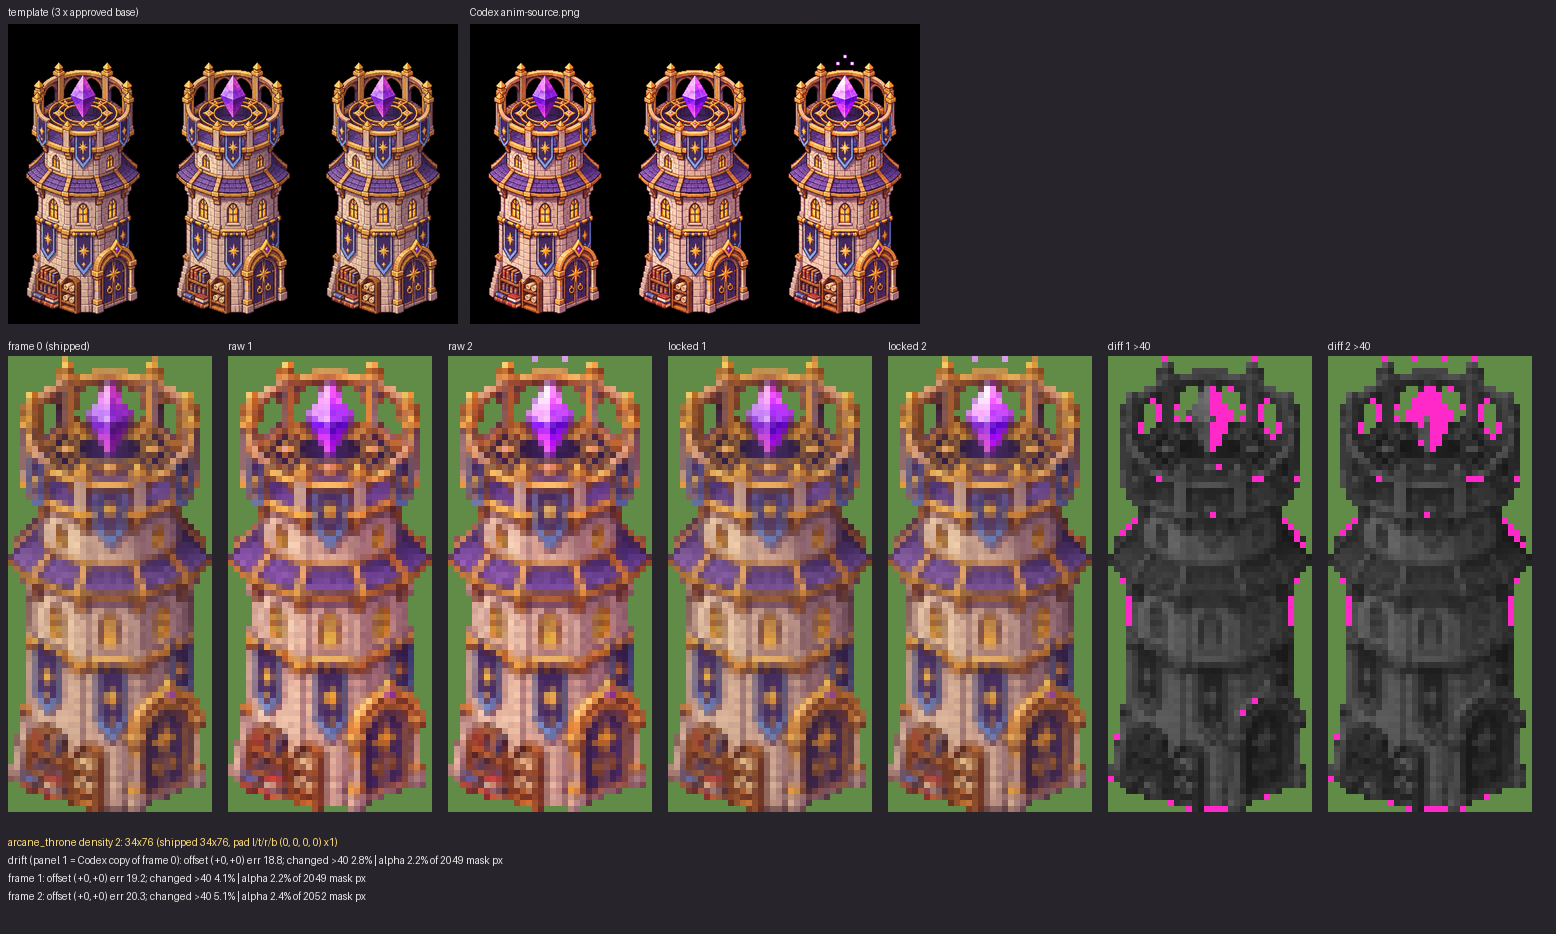 template (3 x approved base)
Codex anim-source.png
frame 0 (shipped)
raw 1
raw 2
locked 1
locked 2
diff 1 >40
diff 2 >40
arcane_throne density 2: 34x76 (shipped 34x76, pad l/t/r/b (0, 0, 0, 0) x1)
drift (panel 1 = Codex copy of frame 0): offset (+0,+0) err 18.8; changed >40 2.8% | alpha 2.2% of 2049 mask px
frame 1: offset (+0,+0) err 19.2; changed >40 4.1% | alpha 2.2% of 2049 mask px
frame 2: offset (+0,+0) err 20.3; changed >40 5.1% | alpha 2.4% of 2052 mask px